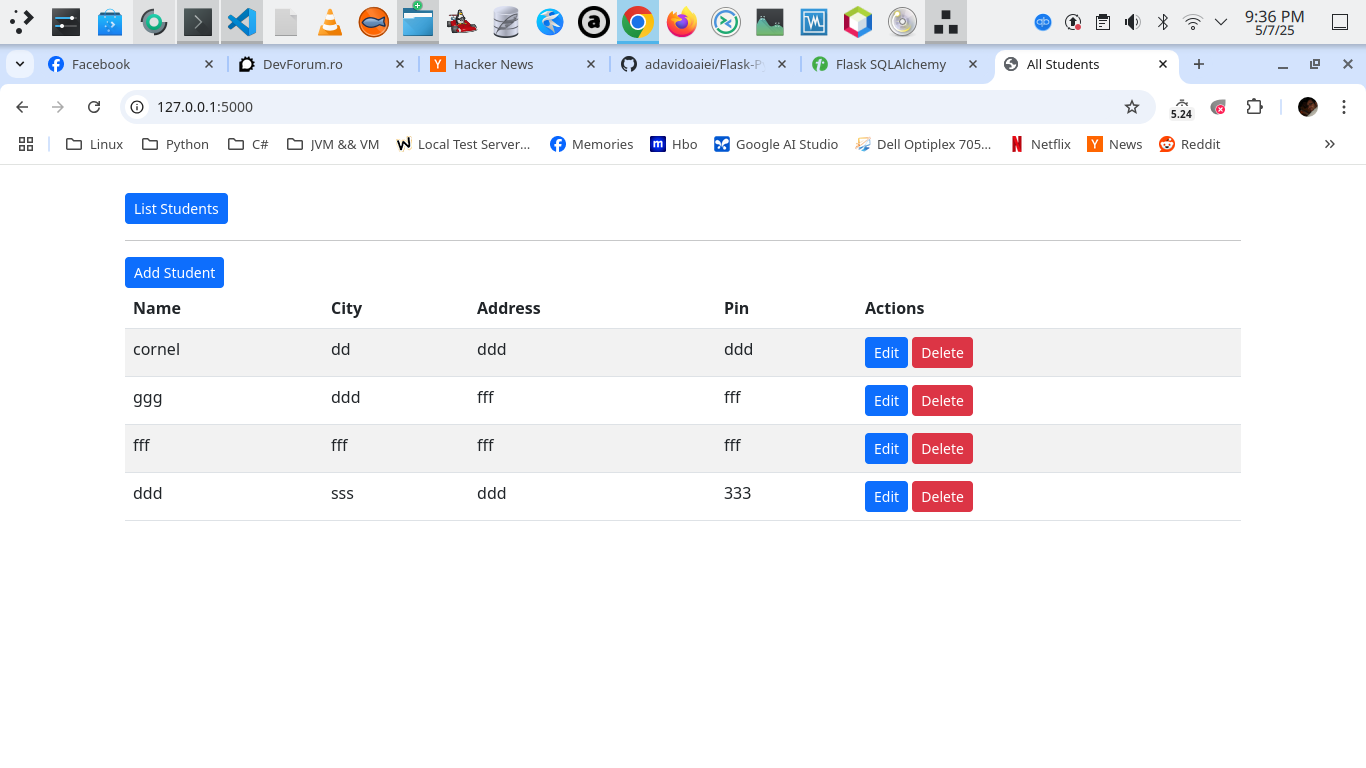 9:36 PM
5/7/25
Facebook DevForum.ro Hacker News adavidoaiei/Flask-P Flask SQLAlchemy All Students
127.0.0.1:5000 5.24
Linux Python C# JVM && VM Local Test Server... Memories Hbo Google AI Studio Dell Optiplex 705... Netflix News Reddit
List Students
Add Student
Name City Address Pin Actions
cornel dd ddd ddd Edit Delete
ggg ddd fff fff Edit Delete
fff fff fff fff Edit Delete
ddd sss ddd 333 Edit Delete